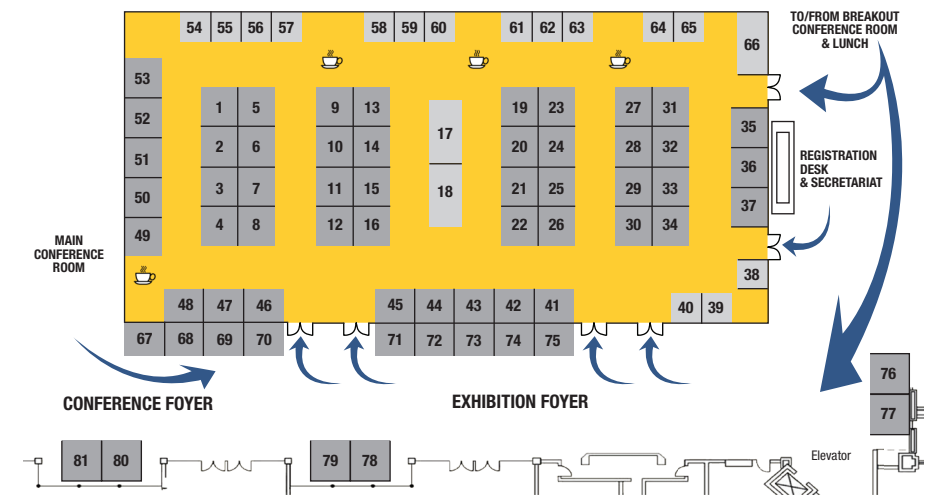 54 55 56 57 58 59 60 61 62 63 64 65
66
TO/FROM BREAKOUT
CONFERENCE ROOM
& LUNCH
53
52
51
50
49
1 5
2 6
3 7
4 8
9 13
10 14
11 15
12 16
17
18
19 23
20 24
21 25
22 26
27 31
28 32
29 33
30 34
35
36
37
38
REGISTRATION
DESK
& SECRETARIAT
MAIN
CONFERENCE
ROOM
48 47 46 45 44 43 42 41 40 39
67 68 69 70 71 72 73 74 75
CONFERENCE FOYER
EXHIBITION FOYER
76
77
81 80 79 78
Elevator